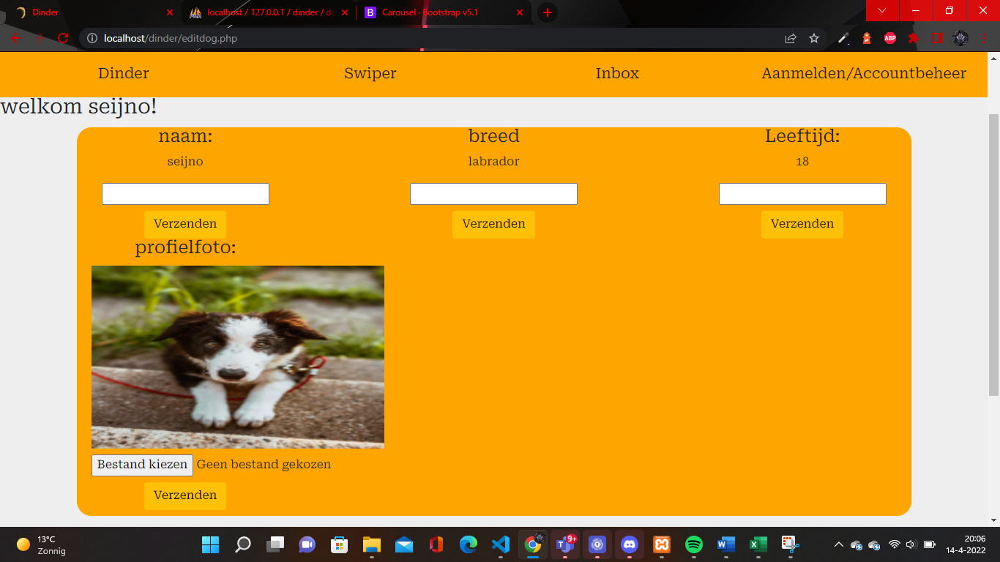 Dinder
localhost / 127.0.0.1 / dinder / de
Carousel · Bootstrap v5.1
localhost/dinder/editdog.php
ABP
Dinder Swiper Inbox Aanmelden/Accountbeheer
welkom seijno!
naam: breed Leeftijd:
seijno labrador 18
Verzenden Verzenden Verzenden
profielfoto:
Bestand kiezen Geen bestand gekozen
Verzenden
13°C
Zonnig
9+
20:06
14-4-2022